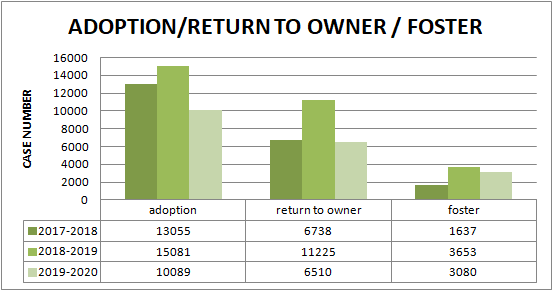 ADOPTION/RETURN TO OWNER / FOSTER
CASE NUMBER
16000
14000
12000
10000
8000
6000
4000
2000
0
adoption return to owner foster
2017-2018 13055 6738 1637
2018-2019 15081 11225 3653
2019-2020 10089 6510 3080